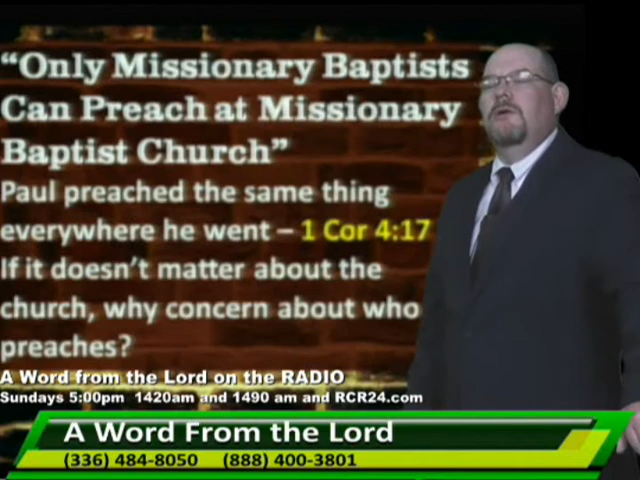 “Only Missionary Baptists
Can Preach at Missionary
Baptist Church”
Paul preached the same thing
everywhere he went – 1 Cor 4:17
If it doesn’t matter about the
church, why concern about who
preaches?
A Word from the Lord on the RADIO
Sundays 5:00pm 1420am and 1490 am and RCR24.com
A Word From the Lord
(336) 484-8050 (888) 400-3801